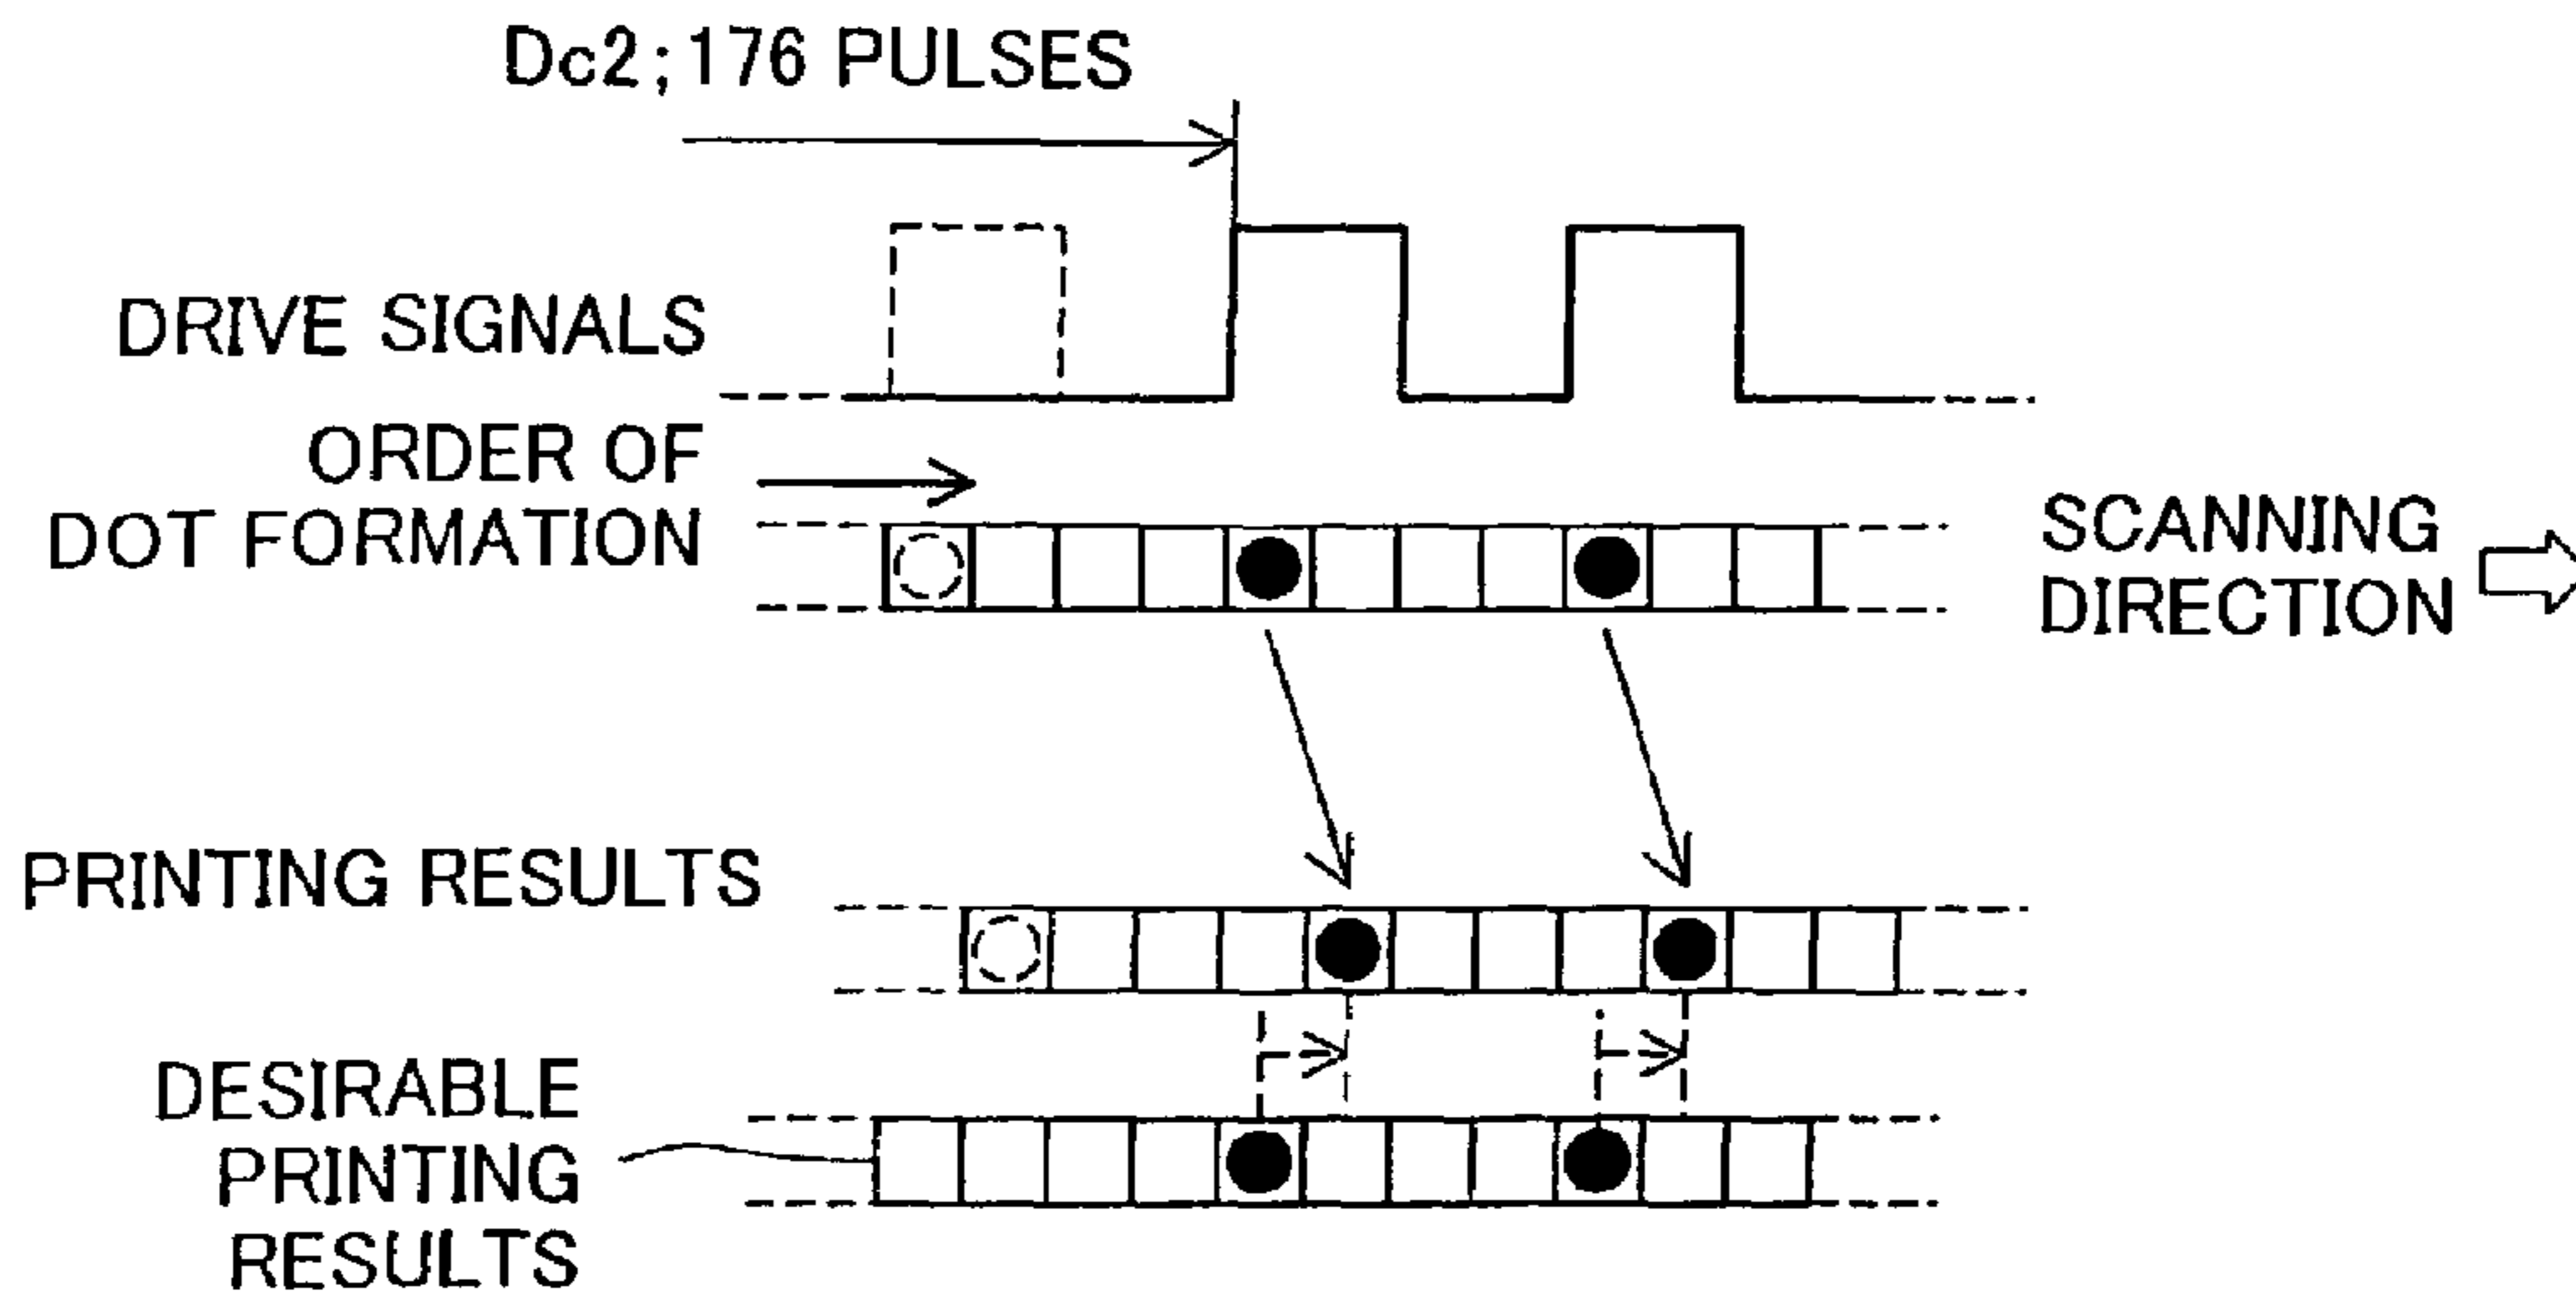 Dc2;176 PULSES
DRIVE SIGNALS
ORDER OF
DOT FORMATION
SCANNING
DIRECTION
PRINTING RESULTS
DESIRABLE
PRINTING
RESULTS